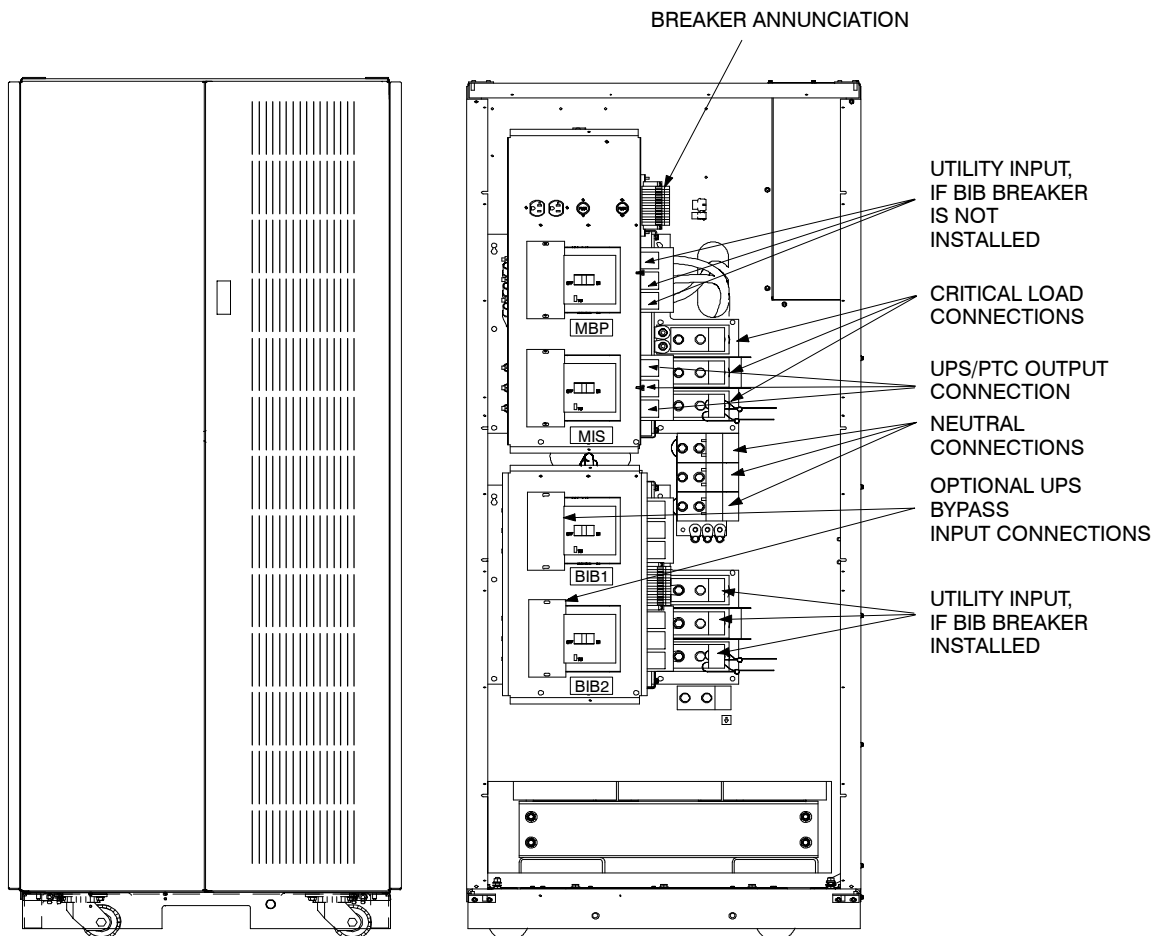 BREAKER ANNUNCIATION
UTILITY INPUT,
IF BIB BREAKER
IS NOT
INSTALLED
CRITICAL LOAD
CONNECTIONS
UPS/PTC OUTPUT
CONNECTION
NEUTRAL
CONNECTIONS
OPTIONAL UPS
BYPASS
INPUT CONNECTIONS
UTILITY INPUT,
IF BIB BREAKER
INSTALLED
MBP
MIS
BIB1
BIB2